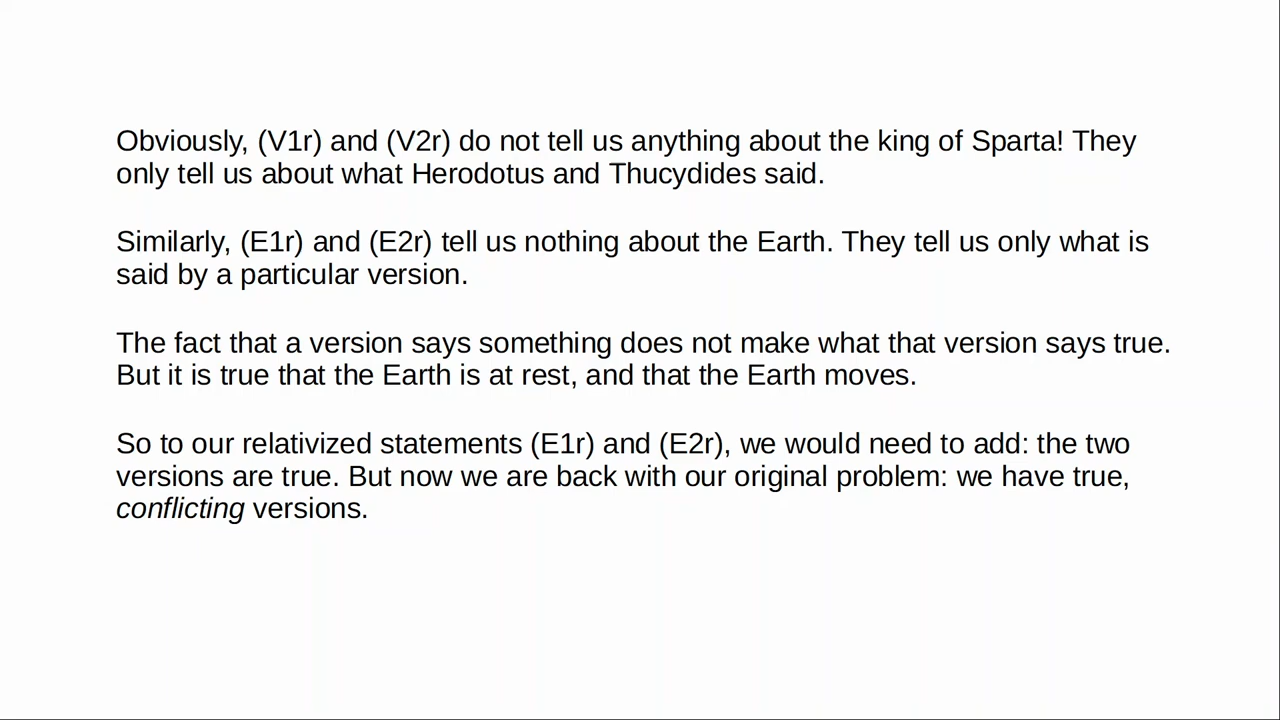 Obviously, (V1r) and (V2r) do not tell us anything about the king of Sparta! They
only tell us about what Herodotus and Thucydides said.
Similarly, (E1r) and (E2r) tell us nothing about the Earth. They tell us only what is
said by a particular version.
The fact that a version says something does not make what that version says true.
But it is true that the Earth is at rest, and that the Earth moves.
So to our relativized statements (E1r) and (E2r), we would need to add: the two
versions are true. But now we are back with our original problem: we have true,
conflicting versions.